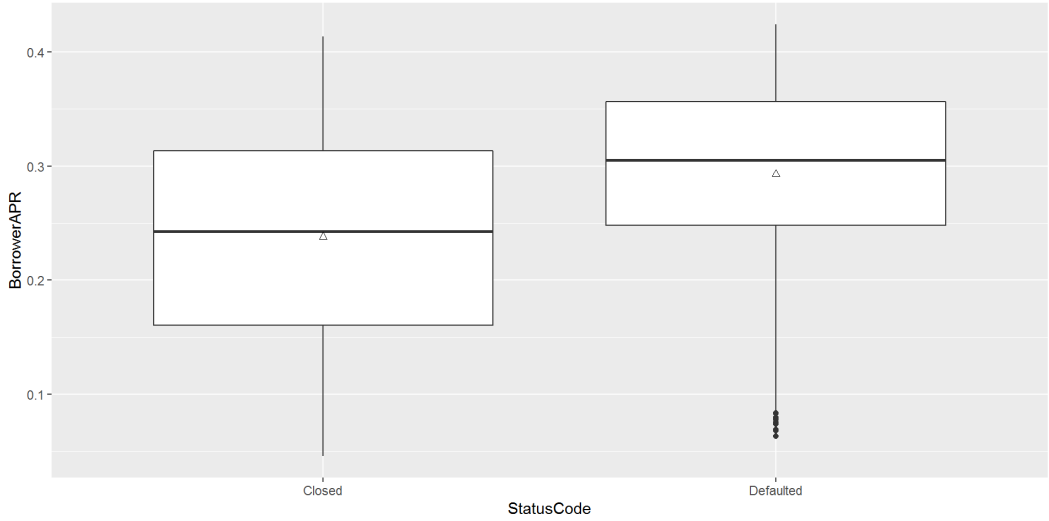 0.4
0.3
0.2
0.1
BorrowerAPR
Closed
Defaulted
StatusCode